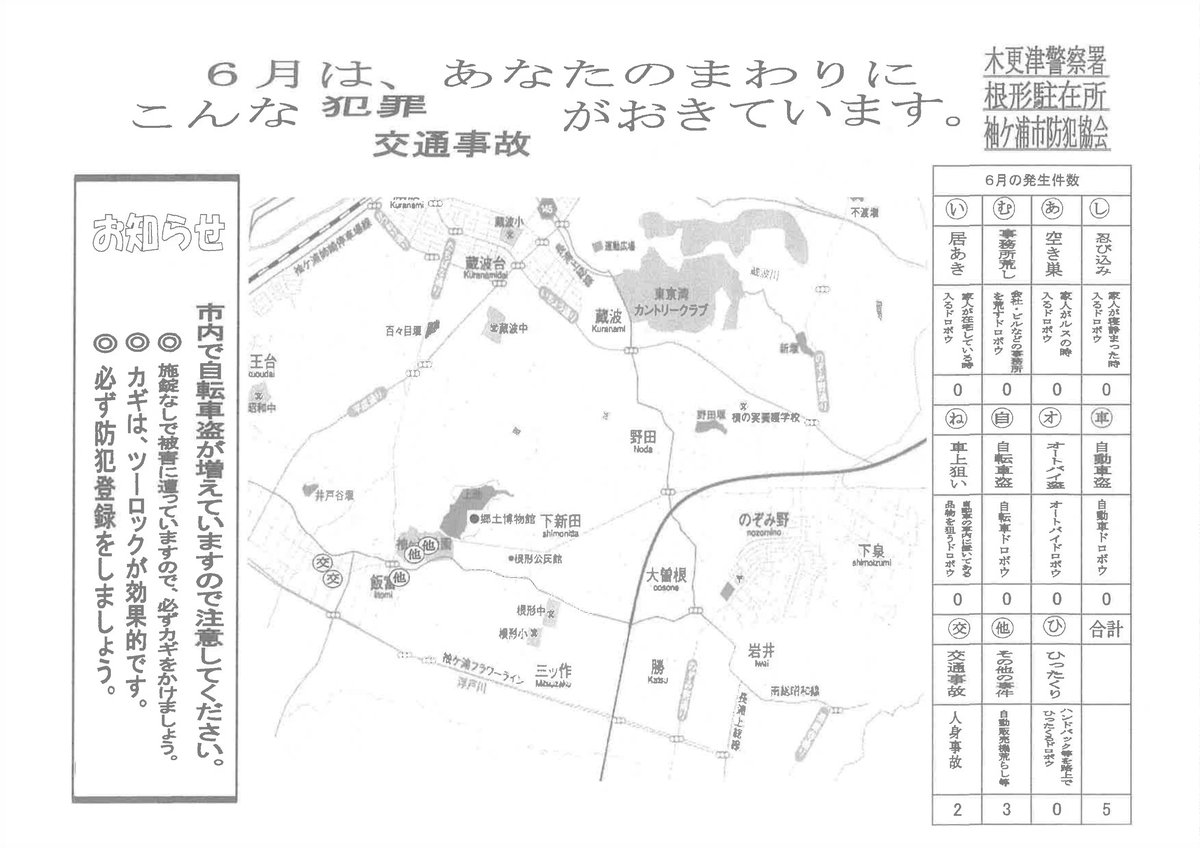 6月は、あなたのまわりに
こんな 犯罪 がおきています。
交通事故
木更津警察署
根形駐在所
袖ケ浦市防犯協会
お知らせ
市内で自転車盗が増えていますので注意してください。
◎ 施錠なしで被害に遭っていますので、必ずカギをかけましょう。
◎ カギは、ツーロックが効果的です。
◎ 必ず防犯登録をしましょう。
Kuranami
蔵波小
145
不渡堰
袖ケ浦姉崎停車場線
運動広場
蔵波川
蔵波台
Kuranamidai
東京湾
カントリークラブ
百々目堰
蔵波中
蔵波
Kuranami
新堰
王台
昭和中
野田堰
槇の実養護学校
野田
Noda
井戸谷堰
上池
郷土博物館
下新田
shimonitta
のぞみ野
nozomino
下泉
shimoizumi
他
他
交
交
他
飯富
Iitomi
根形公民館
大曽根
oosone
根形中
根形小
岩井
Iwai
袖ケ浦フラワーライン
浮戸川
三ッ作
Mitsuzaku
勝
Katsu
南総昭和線
長浦上総線
6月の発生件数
い む あ し
居あき
事務所荒し
空き巣
忍び込み
家人が在宅している時
入るドロボウ
会社・ビルなどの事務所
を荒すドロボウ
家人がルスの時
入るドロボウ
家人が寝静まった時
入るドロボウ
0 0 0 0
ね 自 オ 車
車上狙い
自転車盗
オートバイ盗
自動車盗
自動車の車内に置いてある
品物を狙うドロボウ
自転車ドロボウ
オートバイドロボウ
自動車ドロボウ
0 0 0 0
交 他 ひ 合計
交通事故
その他の事件
ひったくり
人身事故
自動販売機荒らし等
ハンドバック等を路上で
ひったくるドロボウ
2 3 0 5